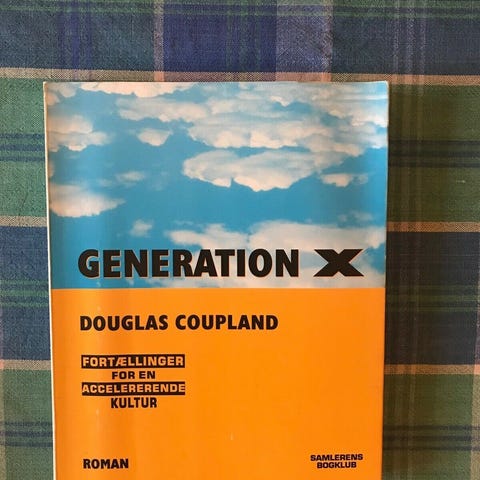 GENERATION X
DOUGLAS COUPLAND
FORTÆLLINGER
FOR EN
ACCELERERENDE
KULTUR
ROMAN
SAMLERENS
BOGKLUB